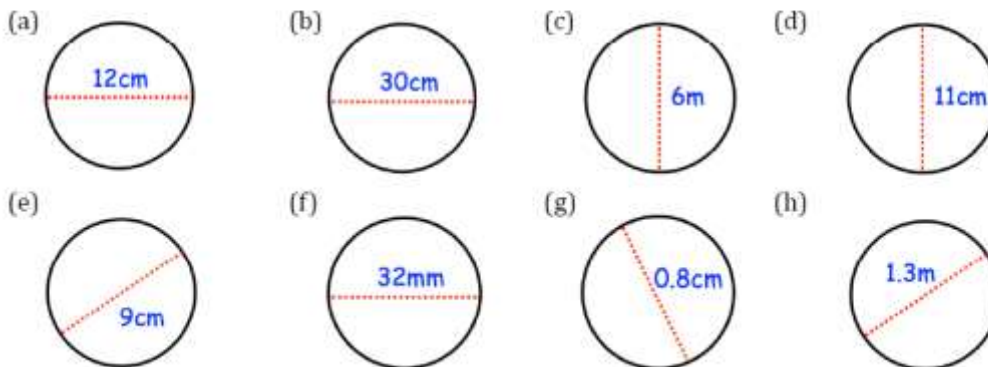 (a) (b) (c) (d)
12cm 30cm 6m 11cm
(e) (f) (g) (h)
9cm 32mm 0.8cm 1.3m